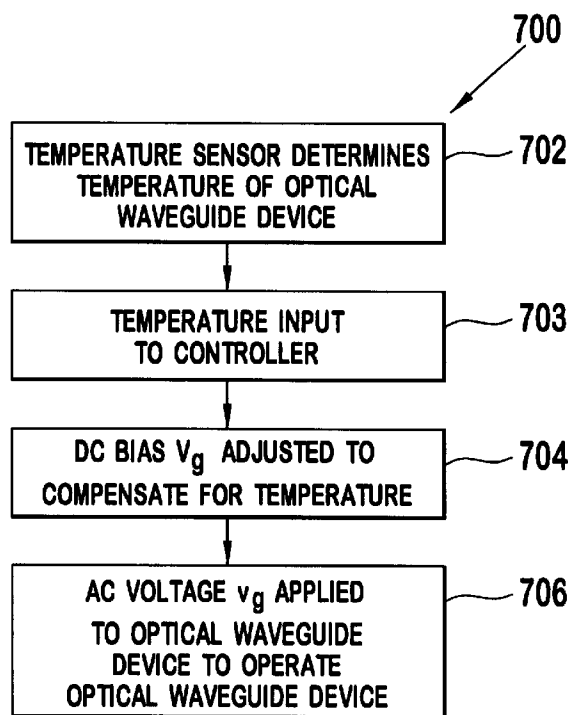 700
TEMPERATURE SENSOR DETERMINES
TEMPERATURE OF OPTICAL
WAVEGUIDE DEVICE
702
TEMPERATURE INPUT
TO CONTROLLER
703
DC BIAS Vg ADJUSTED TO
COMPENSATE FOR TEMPERATURE
704
AC VOLTAGE vg APPLIED
TO OPTICAL WAVEGUIDE
DEVICE TO OPERATE
OPTICAL WAVEGUIDE DEVICE
706